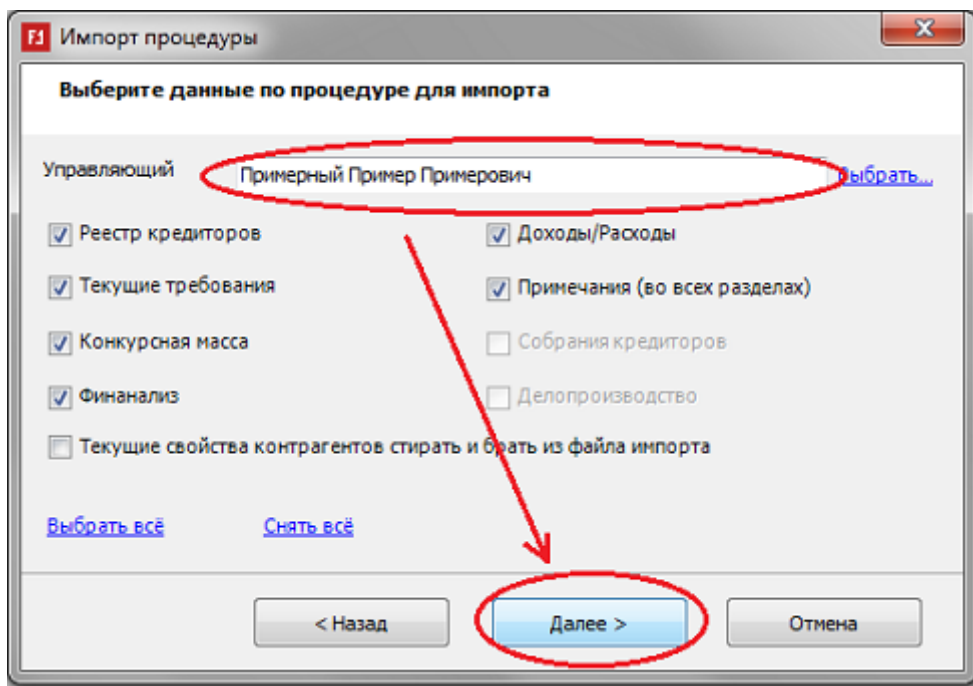 F1 Импорт процедуры
Выберите данные по процедуре для импорта
Управляющий Примерный Пример Примерович Выбрать...
Реестр кредиторов Доходы/Расходы
Текущие требования Примечания (во всех разделах)
Конкурсная масса Собрания кредиторов
Финанализ Делопроизводство
Текущие свойства контрагентов стирать и брать из файла импорта
Выбрать всё Снять всё
< Назад Далее > Отмена